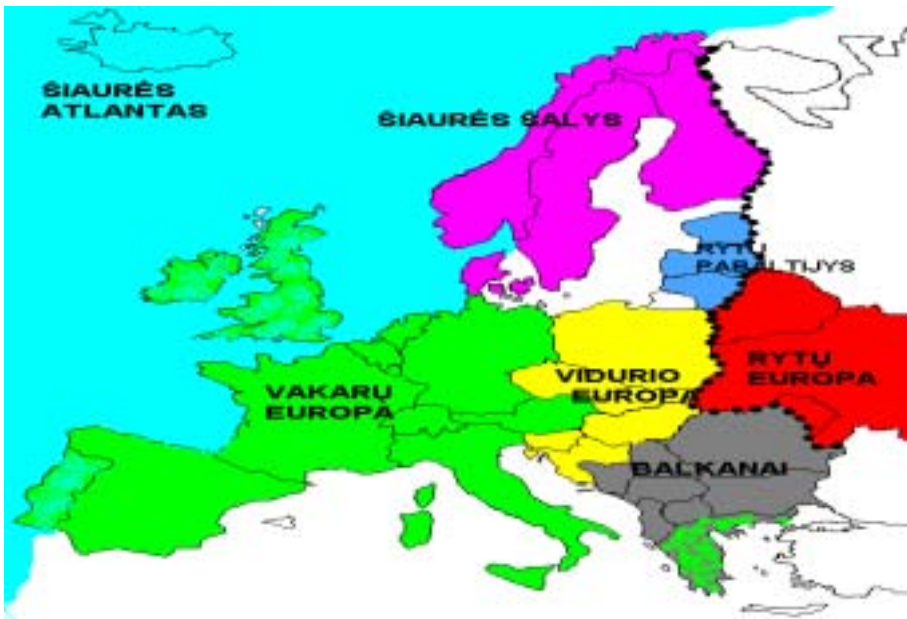 ŠIAURĖS
ATLANTAS
ŠIAURĖS ŠALYS
RYTŲ
PABALTIJYS
VAKARŲ
EUROPA
VIDURIO
EUROPA
RYTŲ
EUROPA
BALKANAI